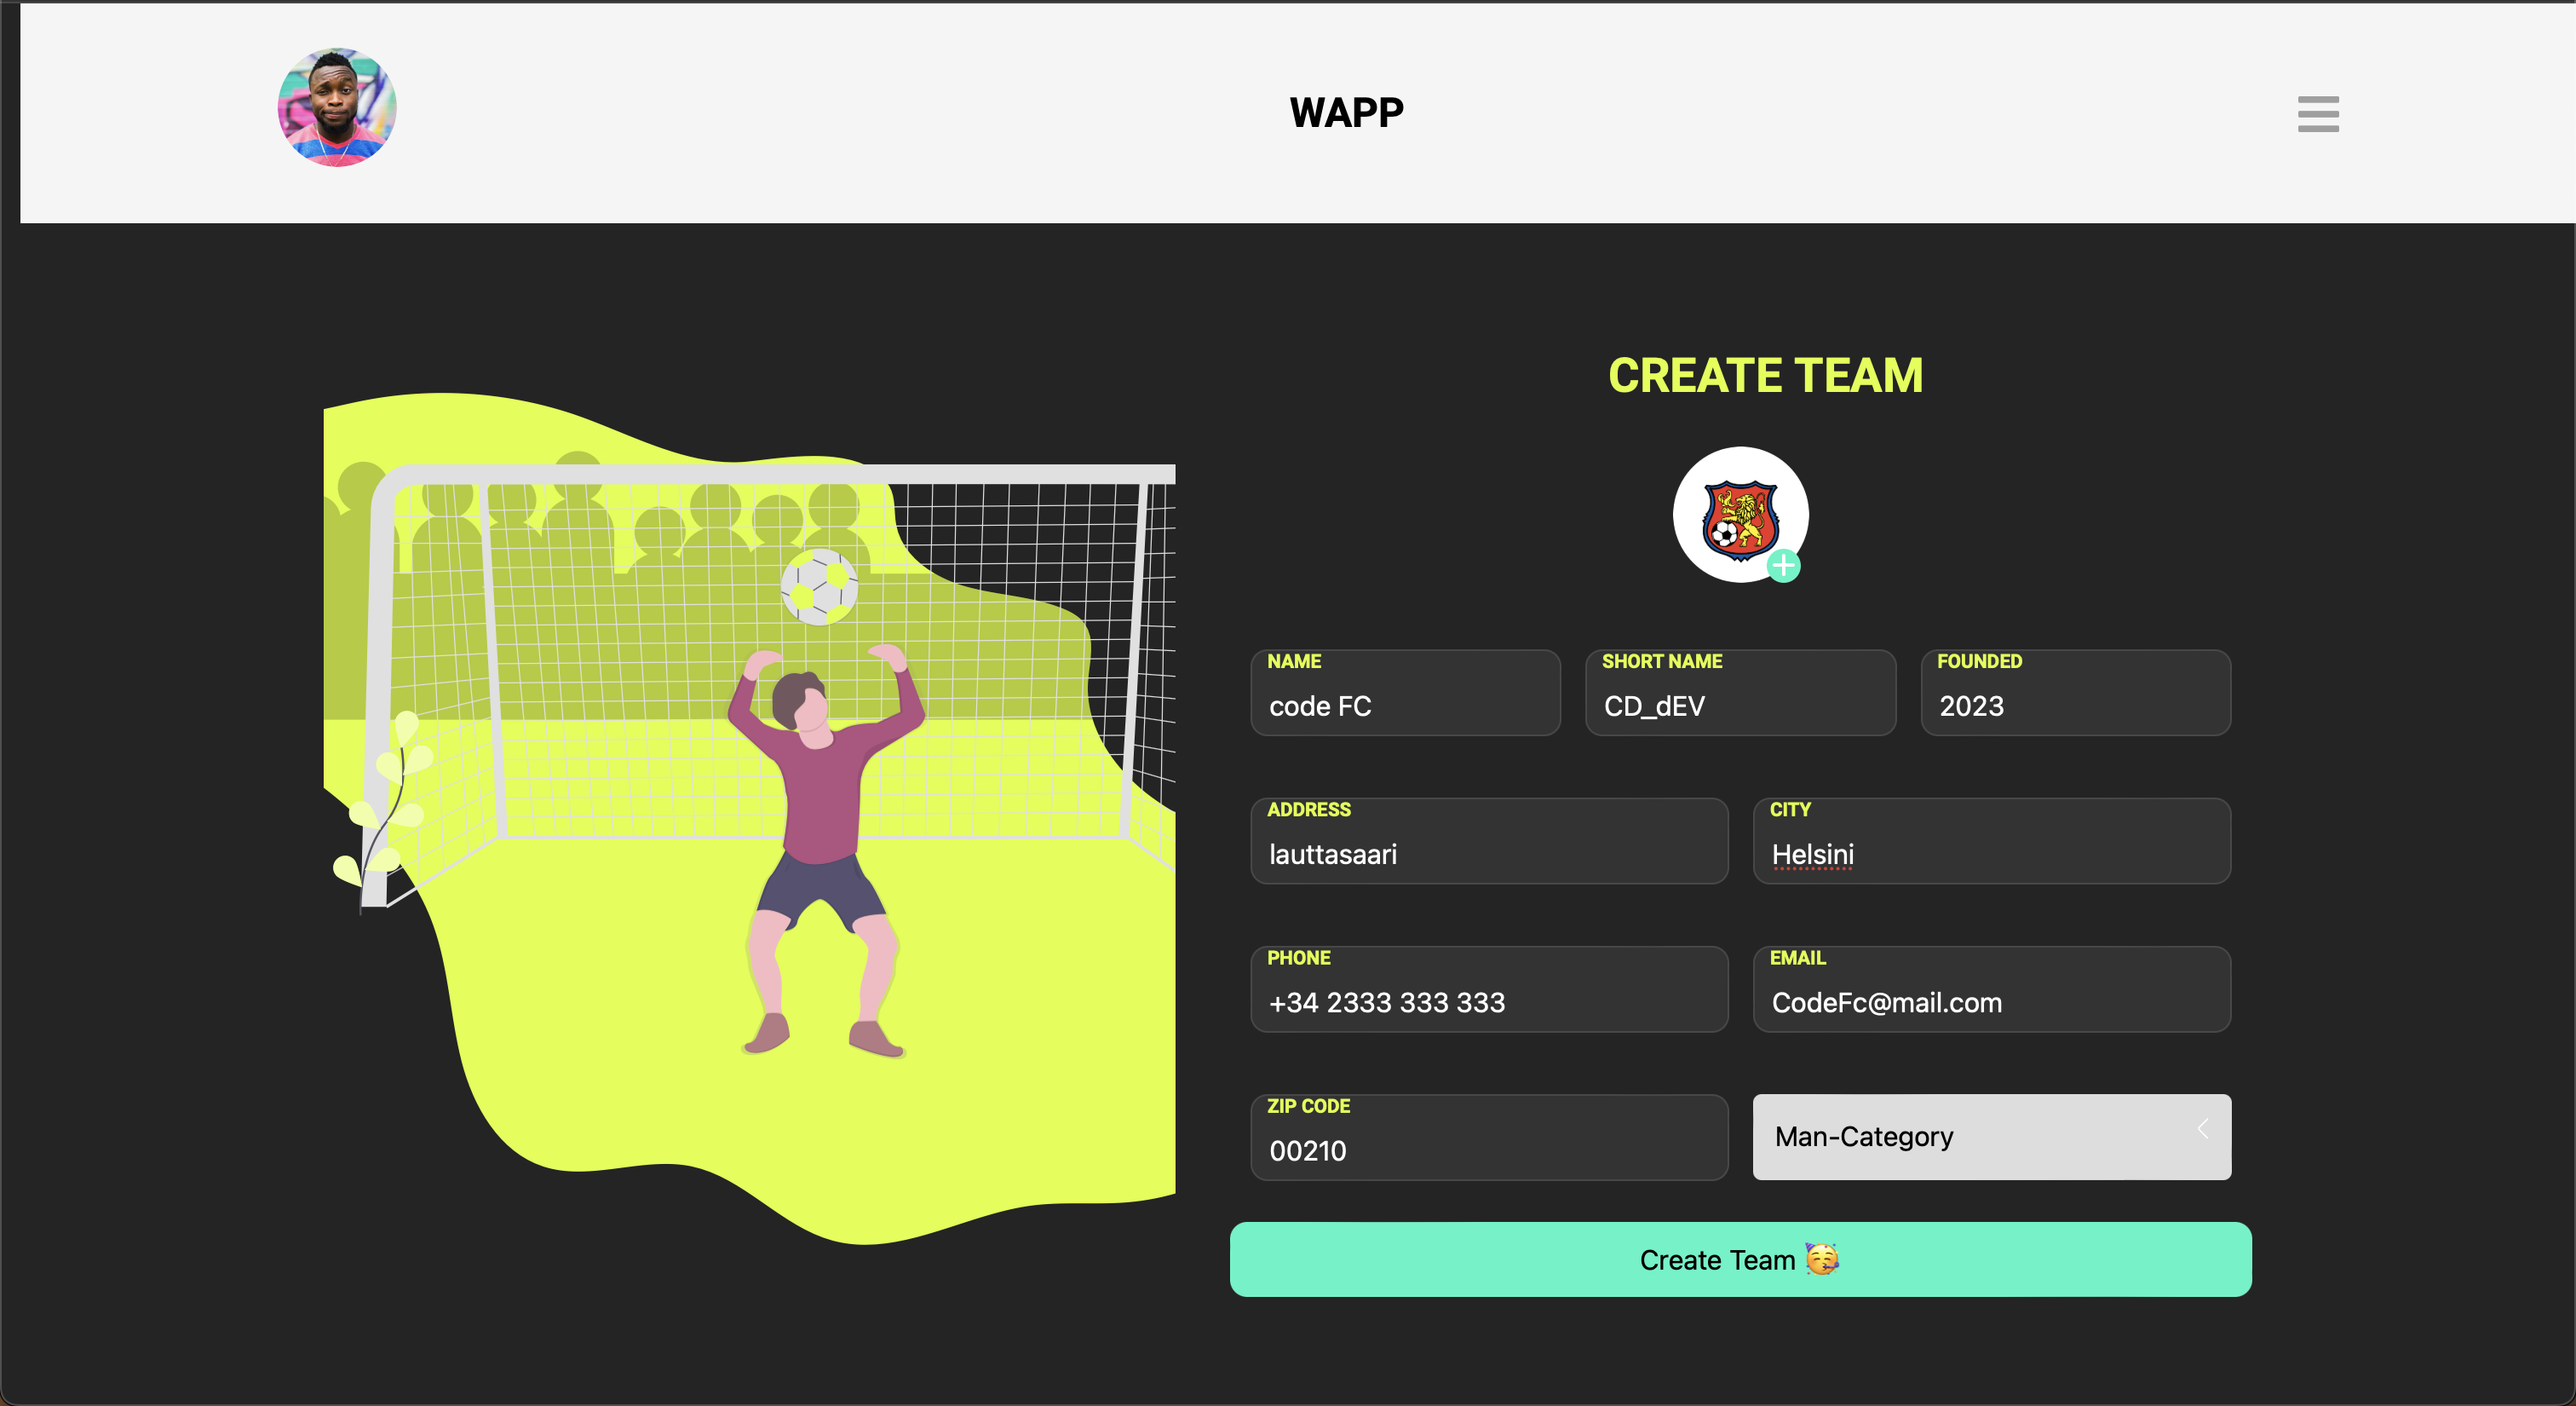 WAPP
CREATE TEAM
NAME
code FC
SHORT NAME
CD_dEV
FOUNDED
2023
ADDRESS
lauttasaari
CITY
Helsini
PHONE
+34 2333 333 333
EMAIL
CodeFc@mail.com
ZIP CODE
00210
Man-Category
Create Team 🥳